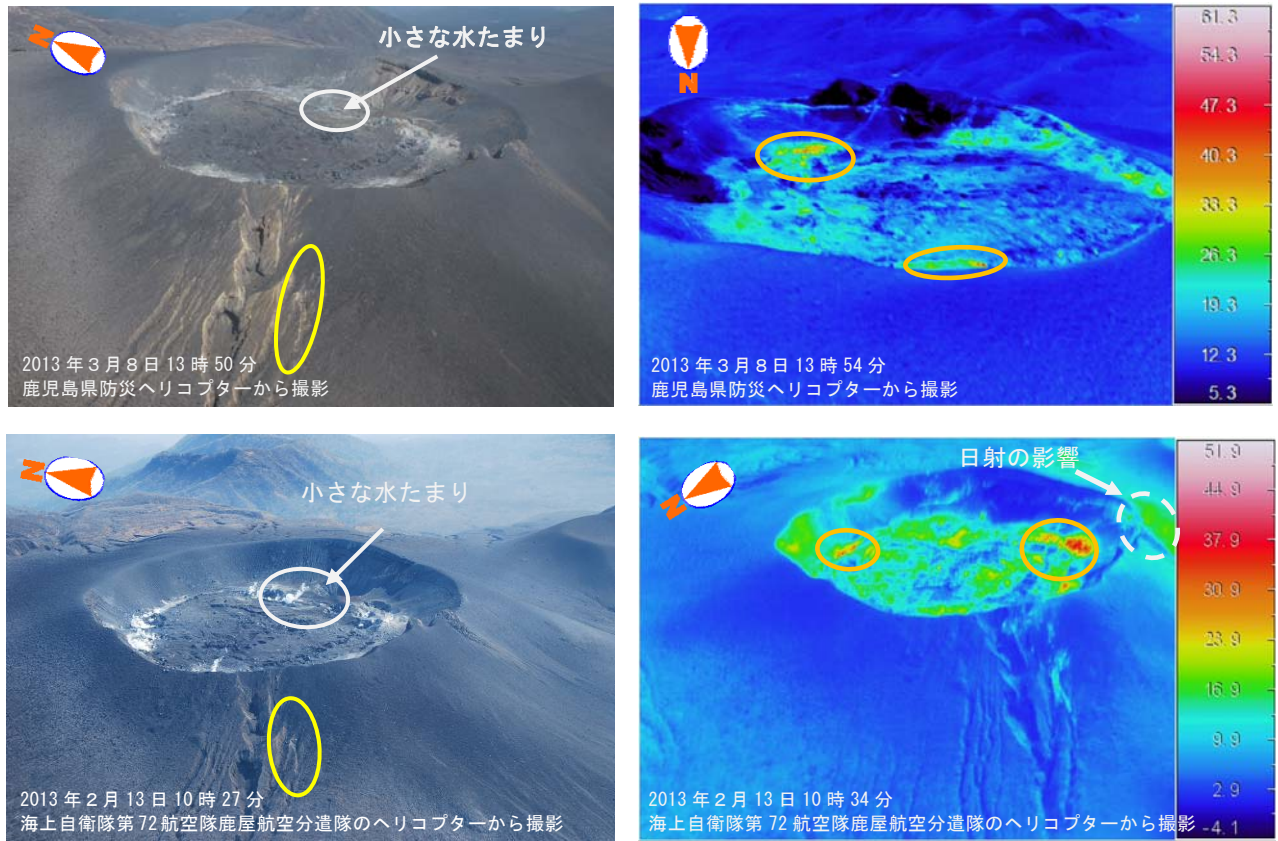 N
小さな水たまり
2013年３月８日13時50分
鹿児島県防災ヘリコプターから撮影
N
61.3
54.3
47.3
40.3
33.3
26.3
19.3
12.3
5.3
2013年３月８日13時54分
鹿児島県防災ヘリコプターから撮影
N
小さな水たまり
2013年２月13日10時27分
海上自衛隊第72航空隊鹿屋航空分遣隊のヘリコプターから撮影
N
日射の影響
51.9
44.9
37.9
30.9
23.9
16.9
9.9
2.9
-4.1
2013年２月13日10時34分
海上自衛隊第72航空隊鹿屋航空分遣隊のヘリコプターから撮影